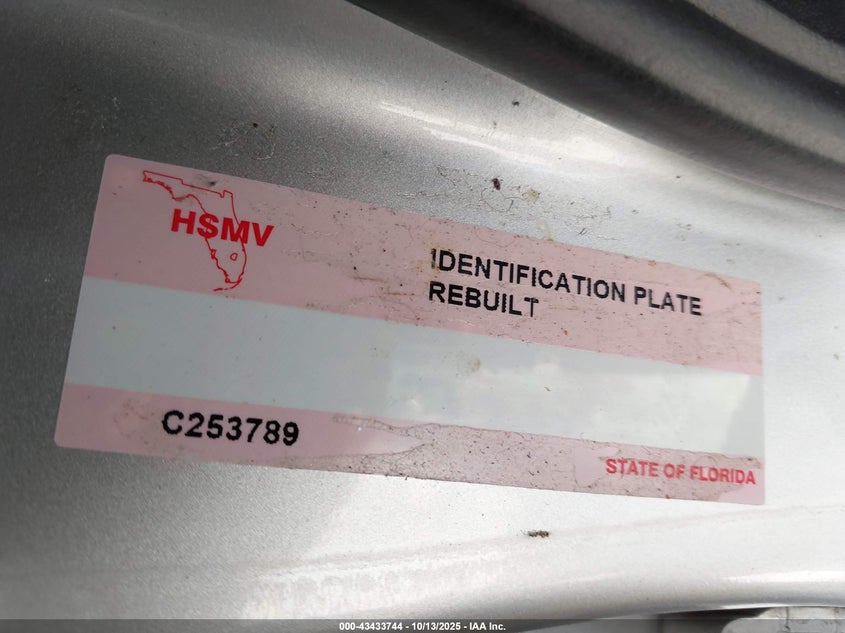 HSMV
IDENTIFICATION PLATE
REBUILT
C253789
STATE OF FLORIDA
000-43433744 - 10/13/2025 - IAA Inc.